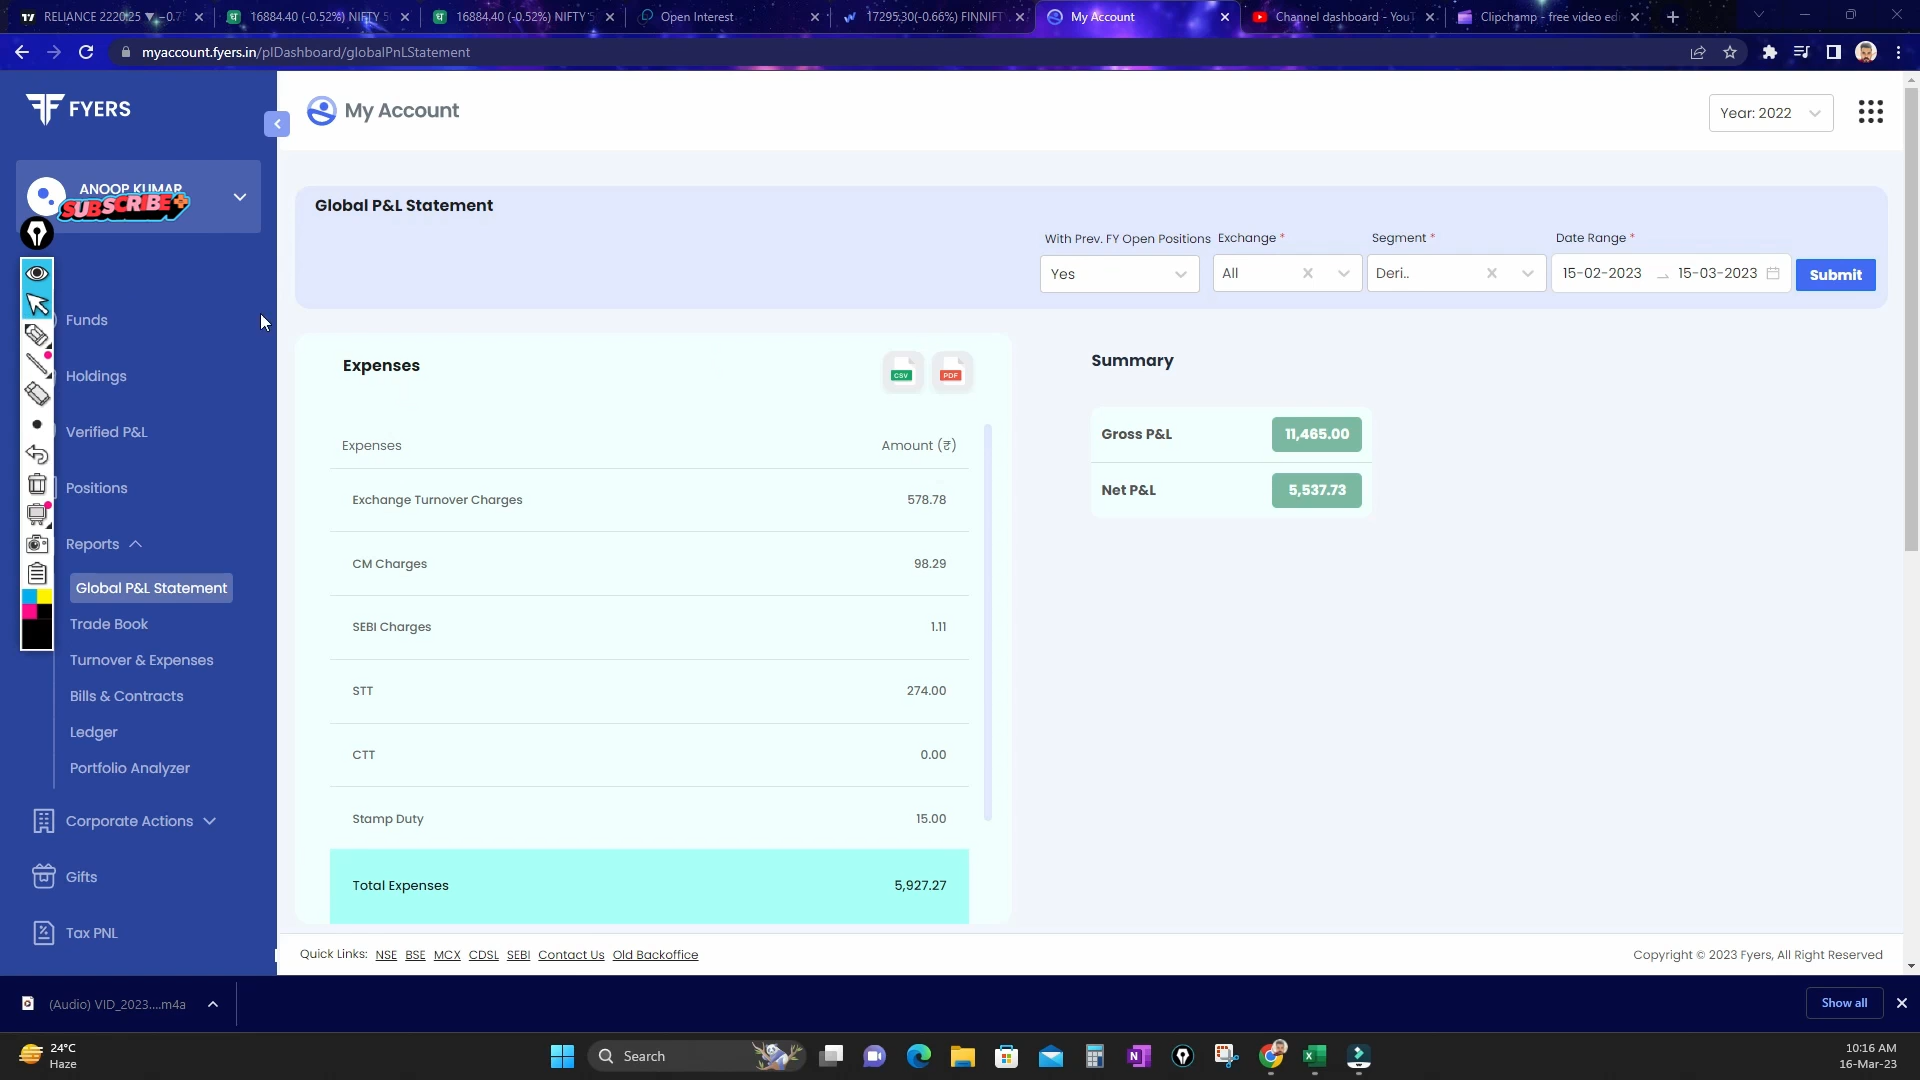 RELIANCE 2220.25 ▼ −0.7
16884.40 (-0.52%) NIFTY 5
16884.40 (-0.52%) NIFTY 5
Open Interest
17295.30(-0.66%) FINNIFT
My Account
Channel dashboard - YouT
Clipchamp - free video ed
myaccount.fyers.in/plDashboard/globalPnLStatement
FYERS
My Account
Year: 2022
ANOOP KUMAR
SUBSCRIBE
Global P&L Statement
With Prev. FY Open Positions
Exchange *
Segment *
Date Range *
Yes
All
Deri..
15-02-2023
15-03-2023
Submit
Funds
Holdings
Verified P&L
Positions
Reports
Global P&L Statement
Trade Book
Turnover & Expenses
Bills & Contracts
Ledger
Portfolio Analyzer
Corporate Actions
Gifts
Tax PNL
Expenses
CSV
PDF
Expenses Amount (₹)
Exchange Turnover Charges 578.78
CM Charges 98.29
SEBI Charges 1.11
STT 274.00
CTT 0.00
Stamp Duty 15.00
Total Expenses 5,927.27
Summary
Gross P&L 11,465.00
Net P&L 5,537.73
Quick Links: NSE BSE MCX CDSL SEBI Contact Us Old Backoffice
Copyright © 2023 Fyers, All Right Reserved
(Audio) VID_2023....m4a
Show all
24°C
Haze
Search
10:16 AM
16-Mar-23